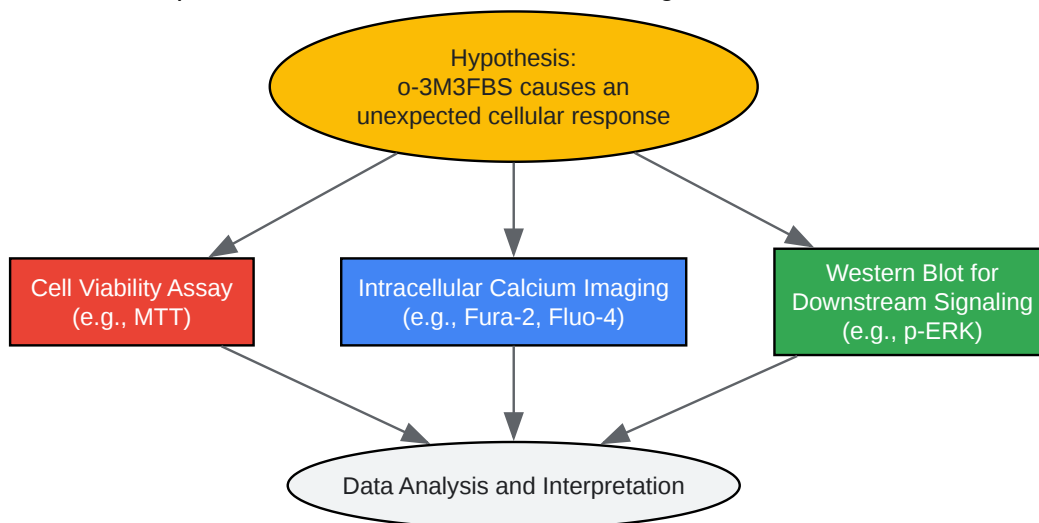 Hypothesis:
o-3M3FBS causes an
unexpected cellular response
Cell Viability Assay
(e.g., MTT)
Intracellular Calcium Imaging
(e.g., Fura-2, Fluo-4)
Western Blot for
Downstream Signaling
(e.g., p-ERK)
Data Analysis and Interpretation